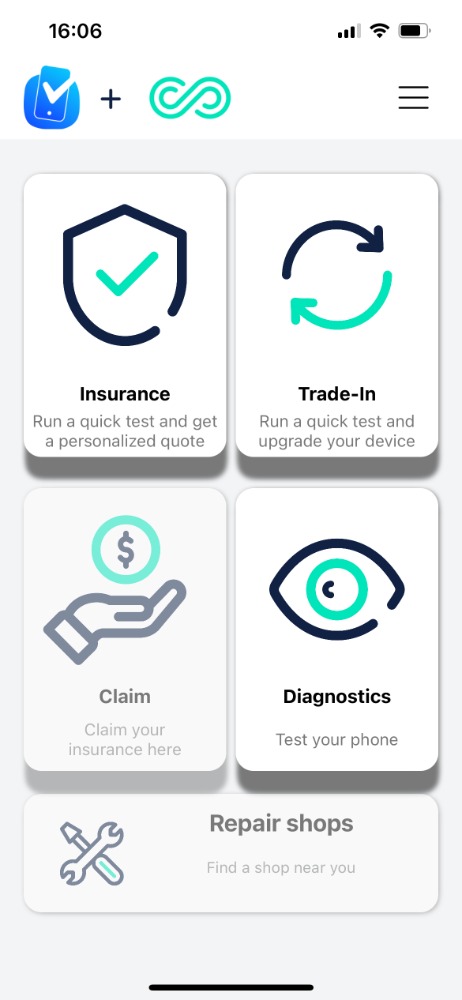 16:06
Insurance
Run a quick test and get
a personalized quote
Trade-In
Run a quick test and
upgrade your device
$
Claim
Claim your
insurance here
Diagnostics
Test your phone
Repair shops
Find a shop near you